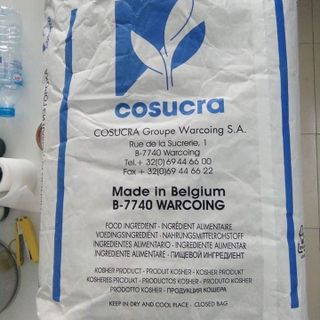 cosucra
COSUCRA Groupe Warcoing S.A.
Rue de la Sucrerie, 1
B-7740 Warcoing
Tel. + 32(0)69 44 66 00
Fax + 32(0)69 44 66 22
Made in Belgium
B-7740 WARCOING
FOOD INGREDIENT - INGRÉDIENT ALIMENTAIRE
VOEDINGSINGREDIENT - NAHRUNGSMITTELROHSTOFF
INGREDIENTES ALIMENTARIO - INGREDIENTE ALIMENTAR
INGREDIENTE ALIMENTARE - ПИЩЕВОЙ ИНГРЕДИЕНТ
KOSHER PRODUCT - PRODUIT KOSHER - KOSHER PRODUKT
KOSHERES PRODUKT - PRODUCTOS KOSHER - PRODUTO KOSHER
PRODOTTO KOSHER - ПРОДУКЦИЯ КОШЕРА
KEEP IN DRY AND COOL PLACE - CLOSED BAG